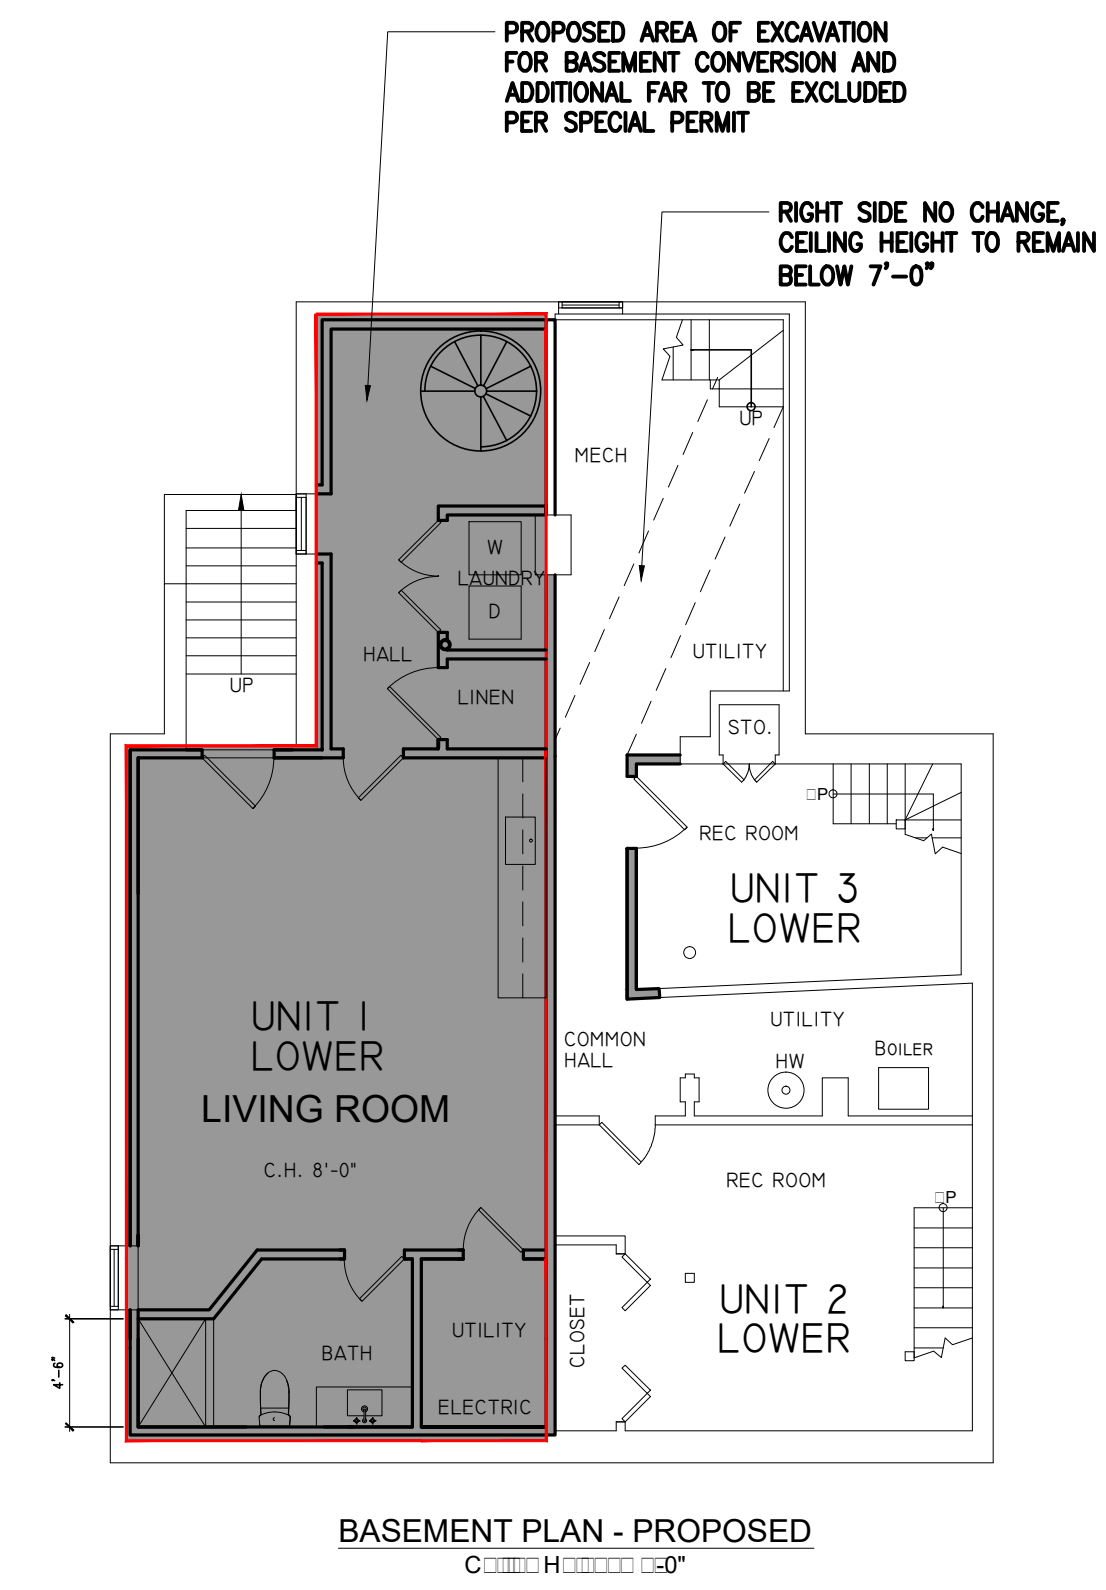 PROPOSED AREA OF EXCAVATION
FOR BASEMENT CONVERSION AND
ADDITIONAL FAR TO BE EXCLUDED
PER SPECIAL PERMIT
RIGHT SIDE NO CHANGE,
CEILING HEIGHT TO REMAIN
BELOW 7'-0"
UP
MECH
W
LAUNDRY
D
HALL
UTILITY
LINEN
UP
STO.
P
REC ROOM
UNIT 3
LOWER
UNIT 1
LOWER
LIVING ROOM
C.H. 8'-0"
COMMON
HALL
UTILITY
HW
BOILER
REC ROOM
P
UNIT 2
LOWER
CLOSET
UTILITY
BATH
ELECTRIC
4'-6"
BASEMENT PLAN - PROPOSED
C H -0"